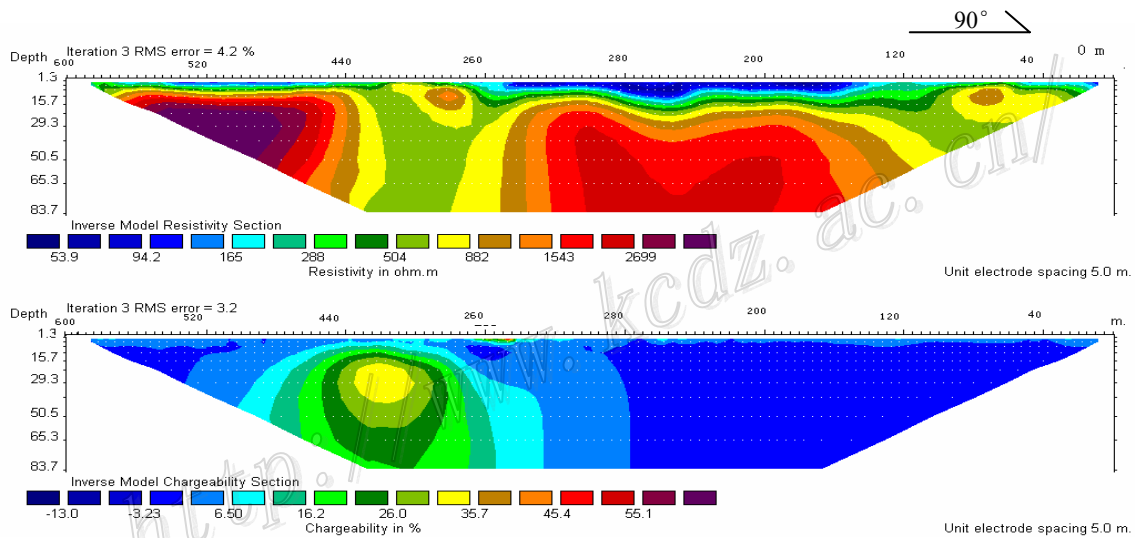 90°
Depth Iteration 3 RMS error = 4.2 %
600 520 440 260 280 200 120 40 0 m
1.3
15.7
29.3
50.5
65.3
83.7
Inverse Model Resistivity Section
53.9 94.2 165 288 504 882 1543 2699
Resistivity in ohm.m
Unit electrode spacing 5.0 m.
Depth Iteration 3 RMS error = 3.2
600 520 440 260 280 200 120 40 m.
1.3
15.7
29.3
50.5
65.3
83.7
Inverse Model Chargeability Section
-13.0 -3.23 6.50 16.2 26.0 35.7 45.4 55.1
Chargeability in %
Unit electrode spacing 5.0 m.
http://www.kcdz.ac.cn/